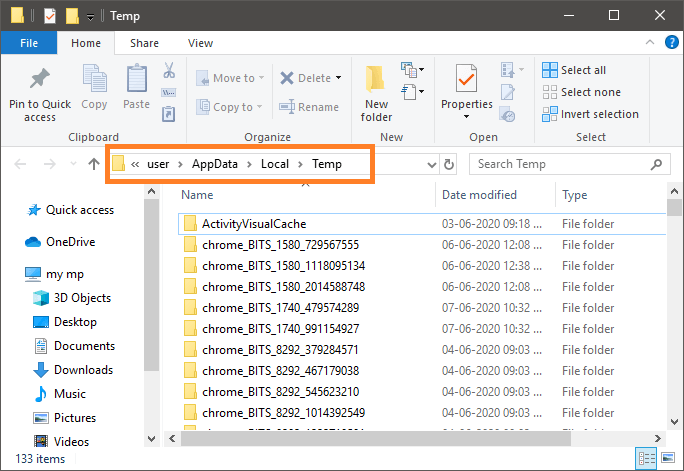 Temp
File Home Share View
Pin to Quick access
Copy
Paste
Clipboard
Move to
Copy to
Delete
Rename
Organize
New folder
New
Properties
Open
Select all
Select none
Invert selection
Select
« user > AppData > Local > Temp
Search Temp
Quick access
OneDrive
my mp
3D Objects
Desktop
Documents
Downloads
Music
Pictures
Videos
Name Date modified Type
ActivityVisualCache 03-06-2020 09:18 ... File folder
chrome_BITS_1580_729567555 06-06-2020 12:08 ... File folder
chrome_BITS_1580_1118095134 06-06-2020 12:38 ... File folder
chrome_BITS_1580_2014588748 06-06-2020 12:08 ... File folder
chrome_BITS_1740_479574289 07-06-2020 10:32 ... File folder
chrome_BITS_1740_991154927 07-06-2020 10:32 ... File folder
chrome_BITS_8292_379284571 04-06-2020 09:03 ... File folder
chrome_BITS_8292_467179038 04-06-2020 09:03 ... File folder
chrome_BITS_8292_545623210 04-06-2020 09:03 ... File folder
chrome_BITS_8292_1014392549 04-06-2020 09:03 ... File folder
133 items